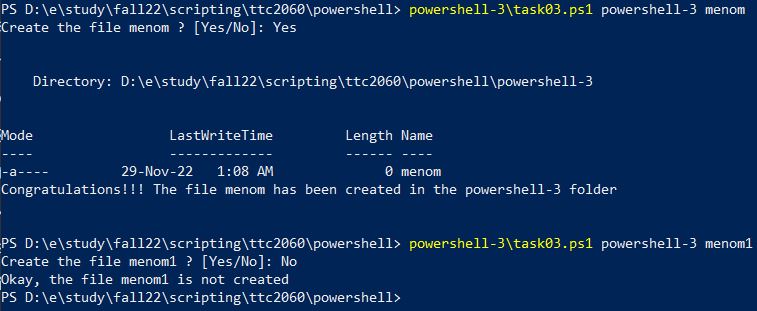 PS D:\e\study\fall22\scripting\ttc2060\powershell> powershell-3\task03.ps1 powershell-3 menom
Create the file menom ? [Yes/No]: Yes
Directory: D:\e\study\fall22\scripting\ttc2060\powershell\powershell-3
Mode                 LastWriteTime         Length Name
----                 -------------         ------ ----
-a----        29-Nov-22   1:08 AM              0 menom
Congratulations!!! The file menom has been created in the powershell-3 folder
PS D:\e\study\fall22\scripting\ttc2060\powershell> powershell-3\task03.ps1 powershell-3 menom1
Create the file menom1 ? [Yes/No]: No
Okay, the file menom1 is not created
PS D:\e\study\fall22\scripting\ttc2060\powershell>